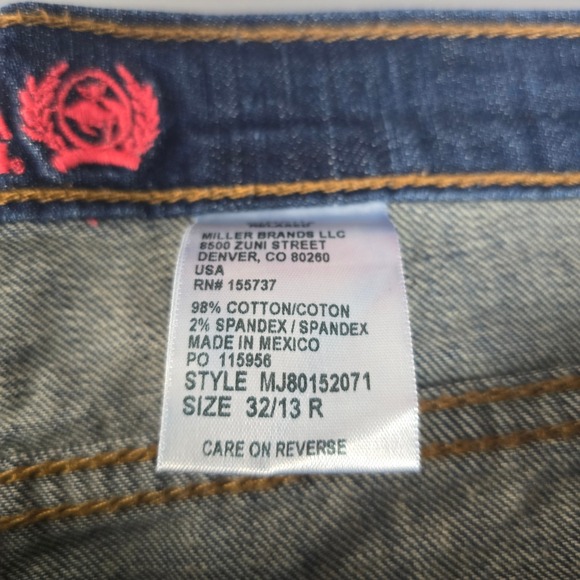 MILLER BRANDS LLC
8500 ZUNI STREET
DENVER, CO 80260
USA
RN# 155737
98% COTTON/COTON
2% SPANDEX / SPANDEX
MADE IN MEXICO
PO 115956
STYLE MJ80152071
SIZE 32/13 R
CARE ON REVERSE